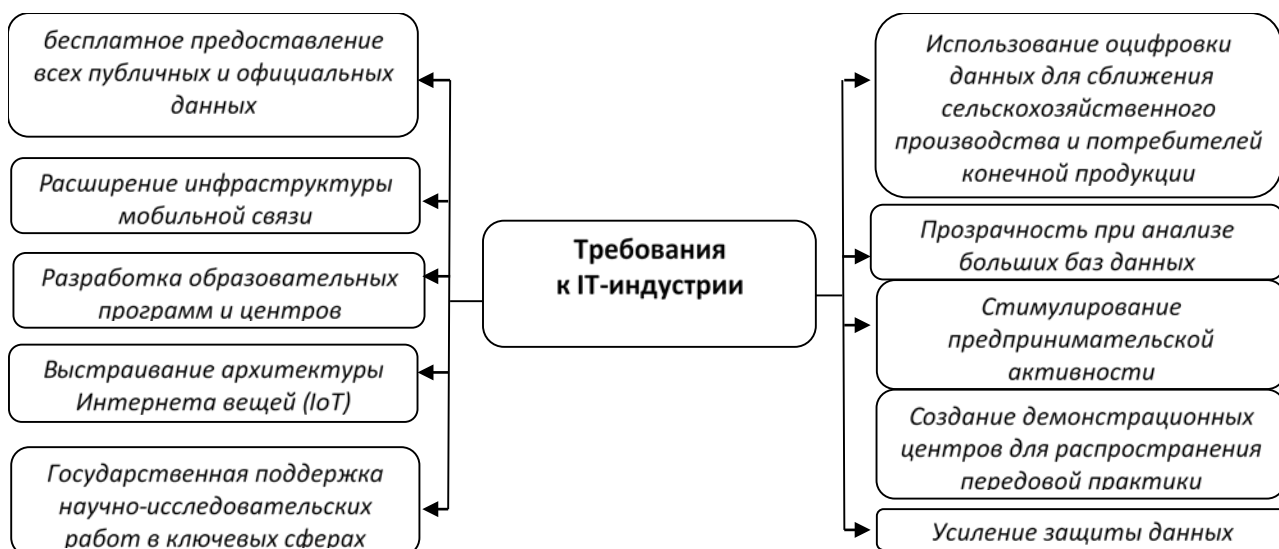 бесплатное предоставление
всех публичных и официальных
данных
Расширение инфраструктуры
мобильной связи
Разработка образовательных
программ и центров
Выстраивание архитектуры
Интернета вещей (IoT)
Государственная поддержка
научно-исследовательских
работ в ключевых сферах
Требования
к IT-индустрии
Использование оцифровки
данных для сближения
сельскохозяйственного
производства и потребителей
конечной продукции
Прозрачность при анализе
больших баз данных
Стимулирование
предпринимательской
активности
Создание демонстрационных
центров для распространения
передовой практики
Усиление защиты данных